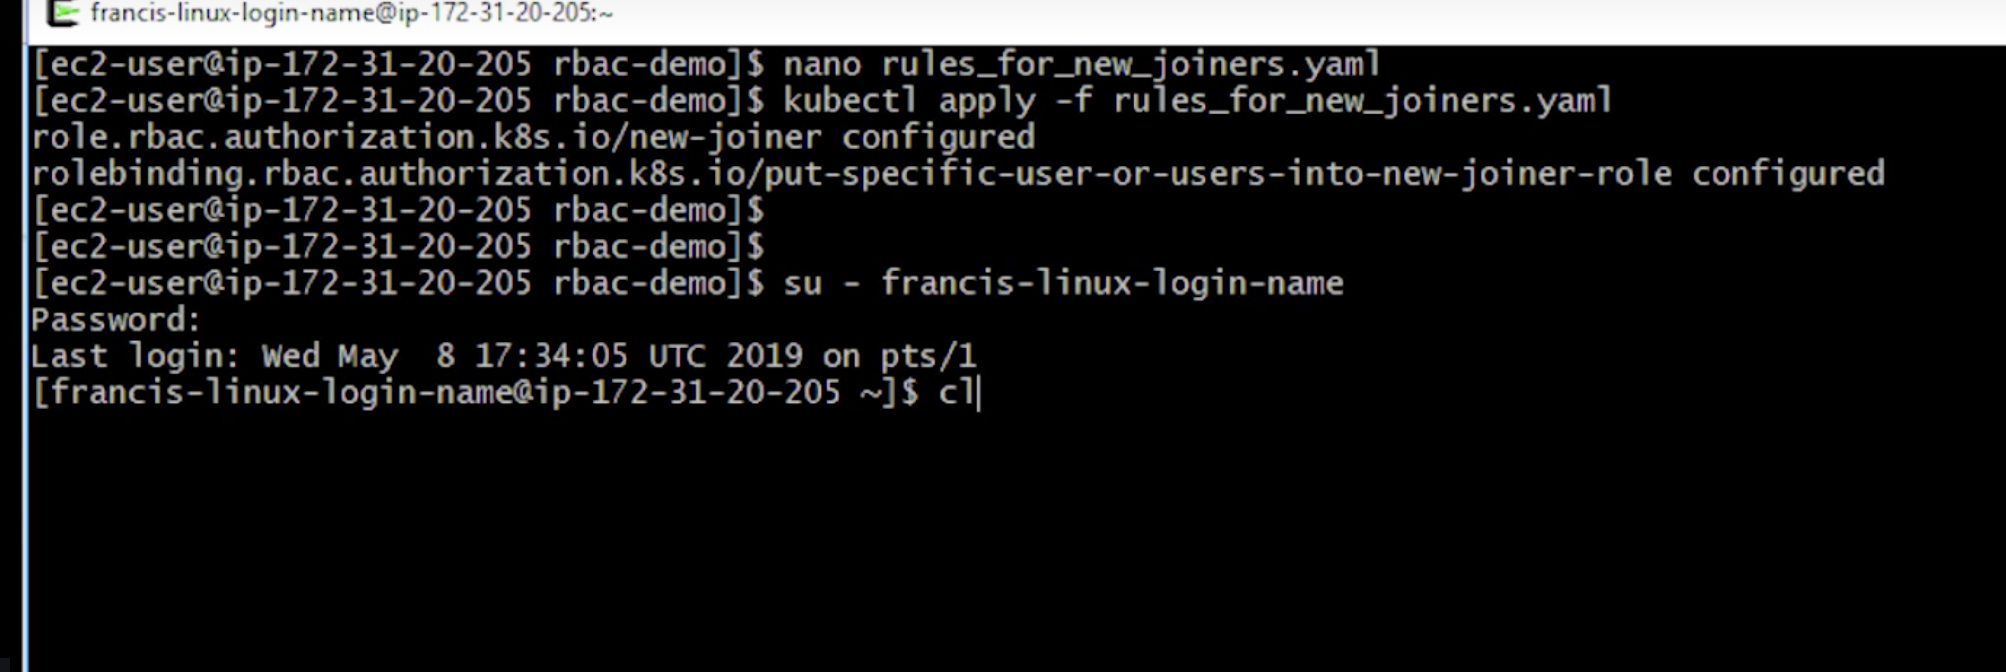 francis-linux-login-name@ip-172-31-20-205:~
[ec2-user@ip-172-31-20-205 rbac-demo]$ nano rules_for_new_joiners.yaml
[ec2-user@ip-172-31-20-205 rbac-demo]$ kubectl apply -f rules_for_new_joiners.yaml
role.rbac.authorization.k8s.io/new-joiner configured
rolebinding.rbac.authorization.k8s.io/put-specific-user-or-users-into-new-joiner-role configured
[ec2-user@ip-172-31-20-205 rbac-demo]$
[ec2-user@ip-172-31-20-205 rbac-demo]$
[ec2-user@ip-172-31-20-205 rbac-demo]$ su - francis-linux-login-name
Password:
Last login: Wed May  8 17:34:05 UTC 2019 on pts/1
[francis-linux-login-name@ip-172-31-20-205 ~]$ cl